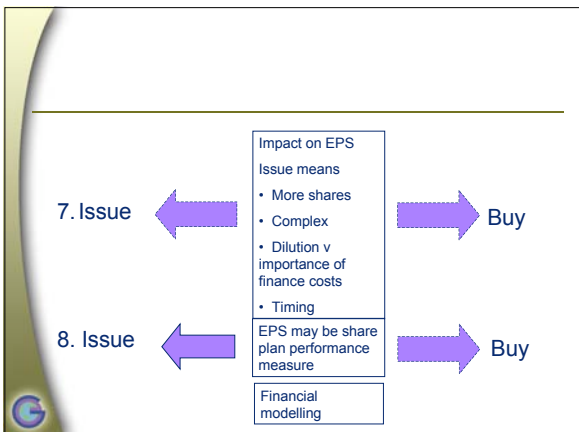 Impact on EPS
Issue means
• More shares
7. Issue
Buy
• Complex
• Dilution v
importance of
finance costs
• Timing
8. Issue
EPS may be share
plan performance
measure
Buy
Financial
modelling
G